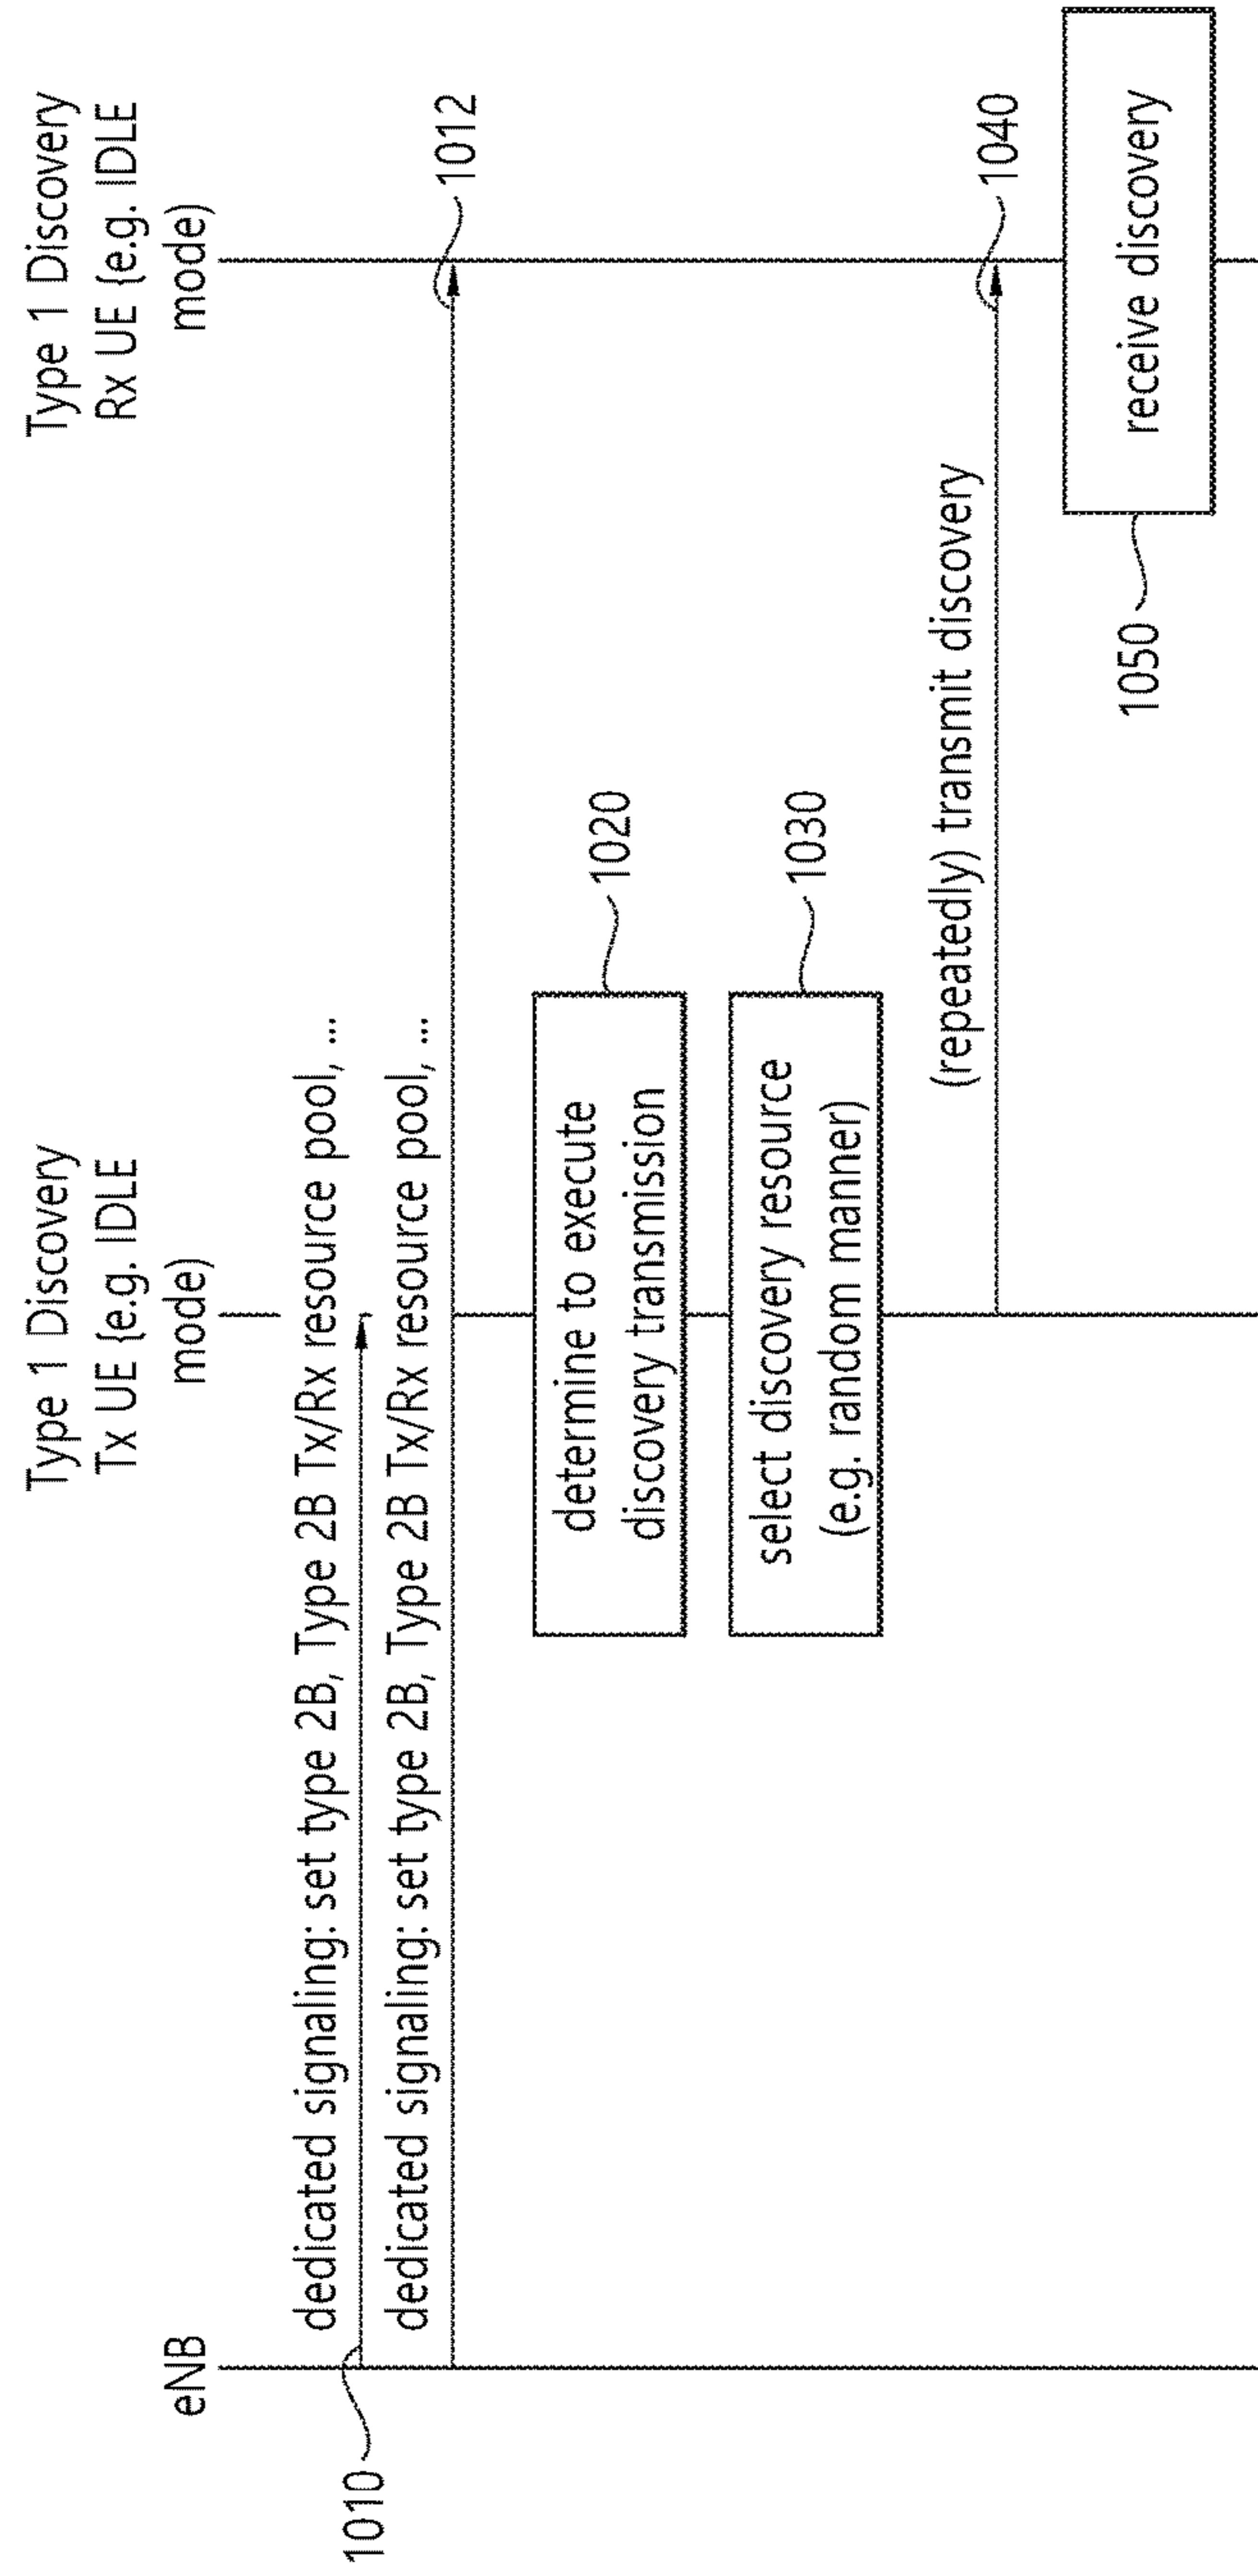 eNB
Type 1 Discovery
Tx UE {e.g. IDLE
mode)
Type 1 Discovery
Rx UE {e.g. IDLE
mode)
dedicated signaling: set type 2B, Type 2B Tx/Rx resource pool, ...
1010
dedicated signaling: set type 2B, Type 2B Tx/Rx resource pool, ...
1012
determine to execute
discovery transmission
1020
select discovery resource
(e.g. random manner)
1030
(repeatedly) transmit discovery
1040
receive discovery
1050